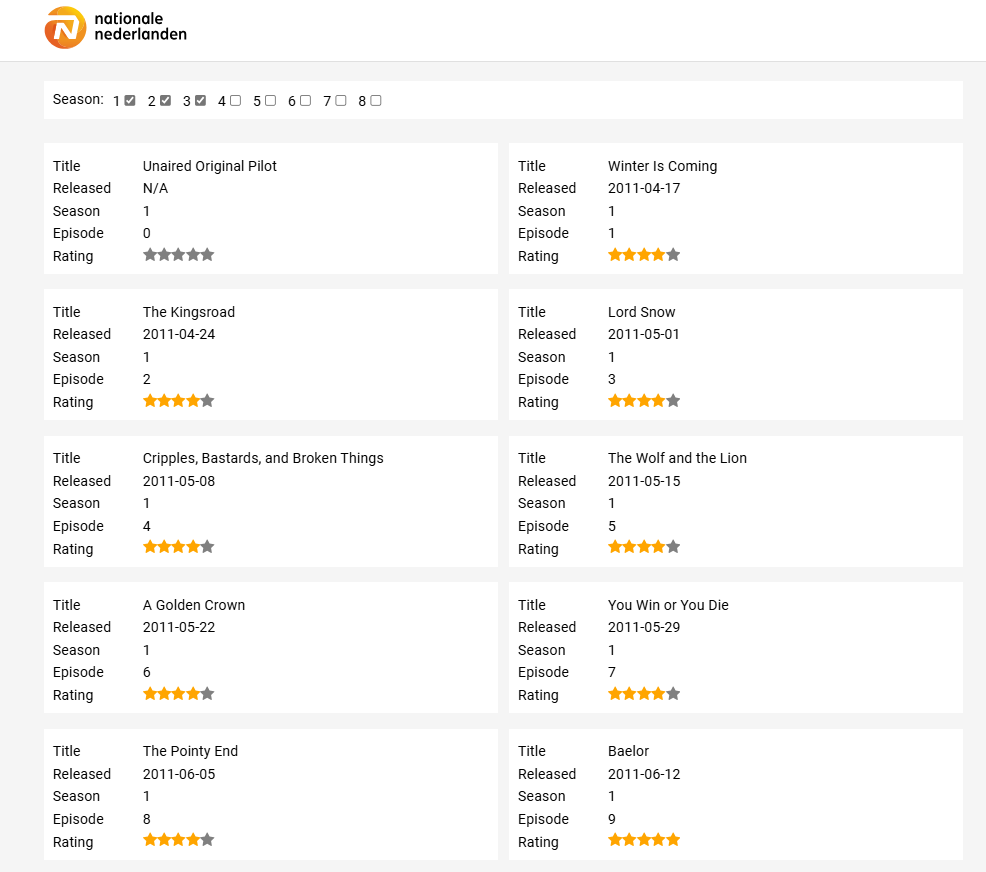 nationale
nederlanden
Season: 1 2 3 4 5 6 7 8
Title Unaired Original Pilot
Released N/A
Season 1
Episode 0
Rating
Title Winter Is Coming
Released 2011-04-17
Season 1
Episode 1
Rating
Title The Kingsroad
Released 2011-04-24
Season 1
Episode 2
Rating
Title Lord Snow
Released 2011-05-01
Season 1
Episode 3
Rating
Title Cripples, Bastards, and Broken Things
Released 2011-05-08
Season 1
Episode 4
Rating
Title The Wolf and the Lion
Released 2011-05-15
Season 1
Episode 5
Rating
Title A Golden Crown
Released 2011-05-22
Season 1
Episode 6
Rating
Title You Win or You Die
Released 2011-05-29
Season 1
Episode 7
Rating
Title The Pointy End
Released 2011-06-05
Season 1
Episode 8
Rating
Title Baelor
Released 2011-06-12
Season 1
Episode 9
Rating